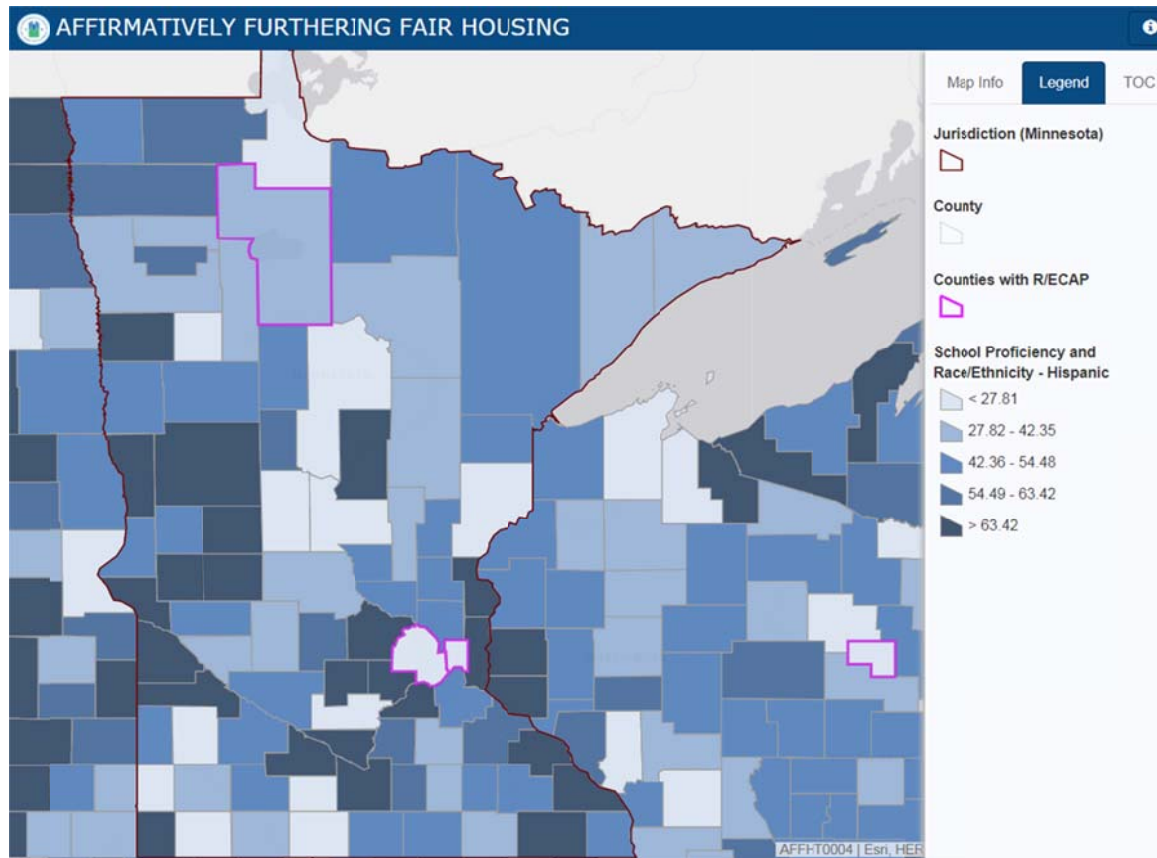 AFFIRMATIVELY FURTHERING FAIR HOUSING
Map Info Legend TOC
Jurisdiction (Minnesota)
County
Counties with R/ECAP
School Proficiency and
Race/Ethnicity - Hispanic
< 27.81
27.82 - 42.35
42.36 - 54.48
54.49 - 63.42
> 63.42
AFFHT0004 | Esri, HER